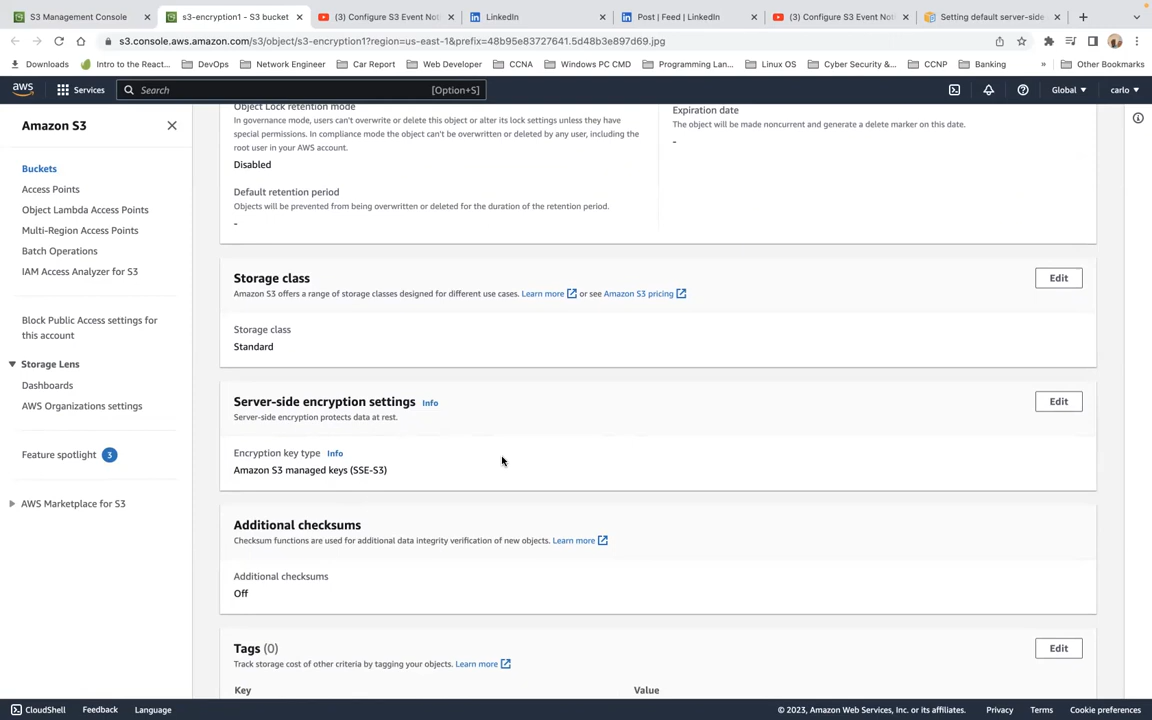 S3 Management Console
s3-encryption1 - S3 bucket
(3) Configure S3 Event Not
LinkedIn
Post | Feed | LinkedIn
(3) Configure S3 Event Not
Setting default server-side
s3.console.aws.amazon.com/s3/object/s3-encryption1?region=us-east-1&prefix=48b95e83727641.5d48b3e897d69.jpg
Downloads
Intro to the React...
DevOps
Network Engineer
Car Report
Web Developer
CCNA
Windows PC CMD
Programming Lan...
Linux OS
Cyber Security &...
CCNP
Banking
»
Other Bookmarks
aws
Services
Search
[Option+S]
Global
carlo
Amazon S3
Buckets
Access Points
Object Lambda Access Points
Multi-Region Access Points
Batch Operations
IAM Access Analyzer for S3
Block Public Access settings for
this account
Storage Lens
Dashboards
AWS Organizations settings
Feature spotlight 3
AWS Marketplace for S3
Object Lock retention mode
In governance mode, users can't overwrite or delete this object or alter its lock settings unless they have
special permissions. In compliance mode the object can't be overwritten or deleted by any user, including the
root user in your AWS account.
Disabled
Default retention period
Objects will be prevented from being overwritten or deleted for the duration of the retention period.
-
Expiration date
The object will be made noncurrent and generate a delete marker on this date.
-
Storage class
Edit
Amazon S3 offers a range of storage classes designed for different use cases. Learn more or see Amazon S3 pricing
Storage class
Standard
Server-side encryption settings Info
Edit
Server-side encryption protects data at rest.
Encryption key type Info
Amazon S3 managed keys (SSE-S3)
Additional checksums
Checksum functions are used for additional data integrity verification of new objects. Learn more
Additional checksums
Off
Tags (0)
Edit
Track storage cost of other criteria by tagging your objects. Learn more
Key
Value
CloudShell
Feedback
Language
© 2023, Amazon Web Services, Inc. or its affiliates.
Privacy
Terms
Cookie preferences